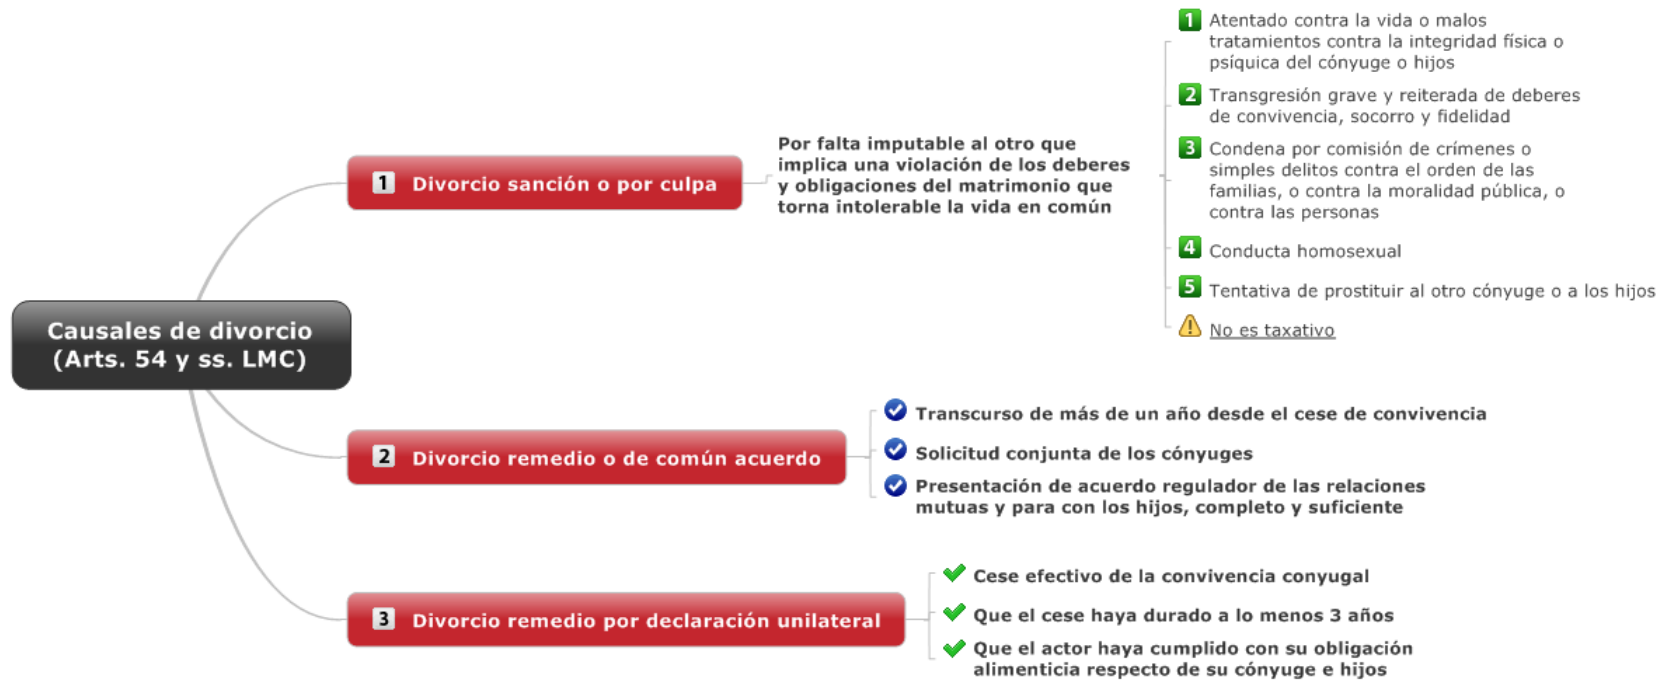 Causales de divorcio
(Arts. 54 y ss. LMC)
1 Divorcio sanción o por culpa
Por falta imputable al otro que
implica una violación de los deberes
y obligaciones del matrimonio que
torna intolerable la vida en común
1 Atentado contra la vida o malos
tratamientos contra la integridad física o
psíquica del cónyuge o hijos
2 Transgresión grave y reiterada de deberes
de convivencia, socorro y fidelidad
3 Condena por comisión de crímenes o
simples delitos contra el orden de las
familias, o contra la moralidad pública, o
contra las personas
4 Conducta homosexual
5 Tentativa de prostituir al otro cónyuge o a los hijos
No es taxativo
2 Divorcio remedio o de común acuerdo
Transcurso de más de un año desde el cese de convivencia
Solicitud conjunta de los cónyuges
Presentación de acuerdo regulador de las relaciones
mutuas y para con los hijos, completo y suficiente
3 Divorcio remedio por declaración unilateral
Cese efectivo de la convivencia conyugal
Que el cese haya durado a lo menos 3 años
Que el actor haya cumplido con su obligación
alimenticia respecto de su cónyuge e hijos